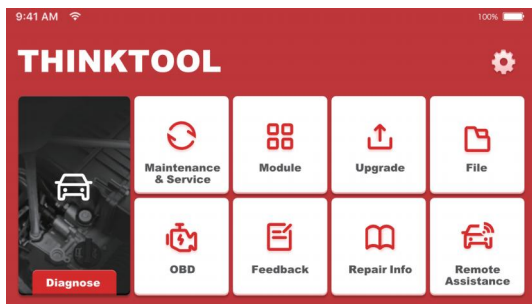 9:41 AM
100%
THINKTOOL
Maintenance
& Service
Module
Upgrade
File
Diagnose
OBD
Feedback
Repair Info
Remote
Assistance